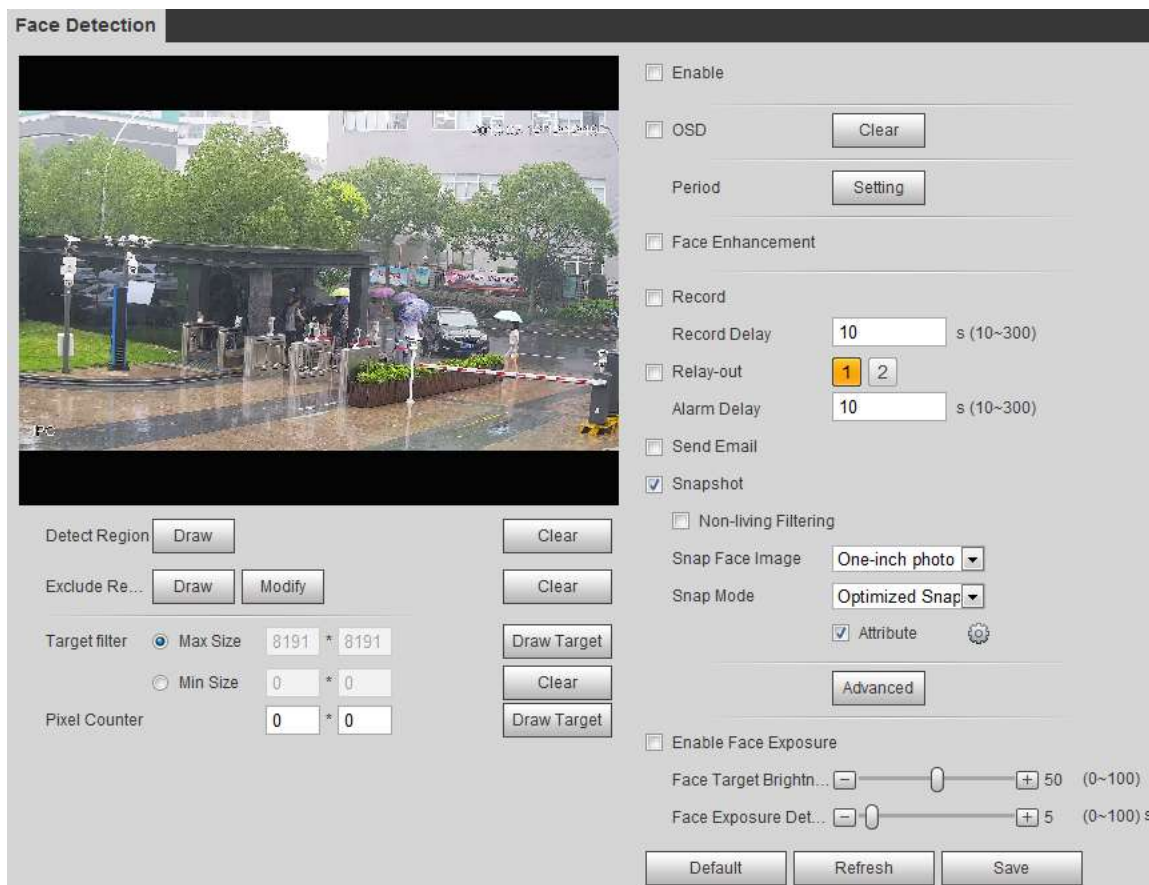 Face Detection
Enable
OSD Clear
Period Setting
Face Enhancement
Record
Record Delay 10 s (10~300)
Relay-out 1 2
Alarm Delay 10 s (10~300)
Send Email
Snapshot
Non-living Filtering
Snap Face Image One-inch photo
Snap Mode Optimized Snap
Attribute
Advanced
Enable Face Exposure
Face Target Brightn... 50 (0~100)
Face Exposure Det... 5 (0~100) s
Default Refresh Save
IPC
Detect Region Draw Clear
Exclude Re... Draw Modify Clear
Target filter Max Size 8191 * 8191 Draw Target
Min Size 0 * 0 Clear
Pixel Counter 0 * 0 Draw Target